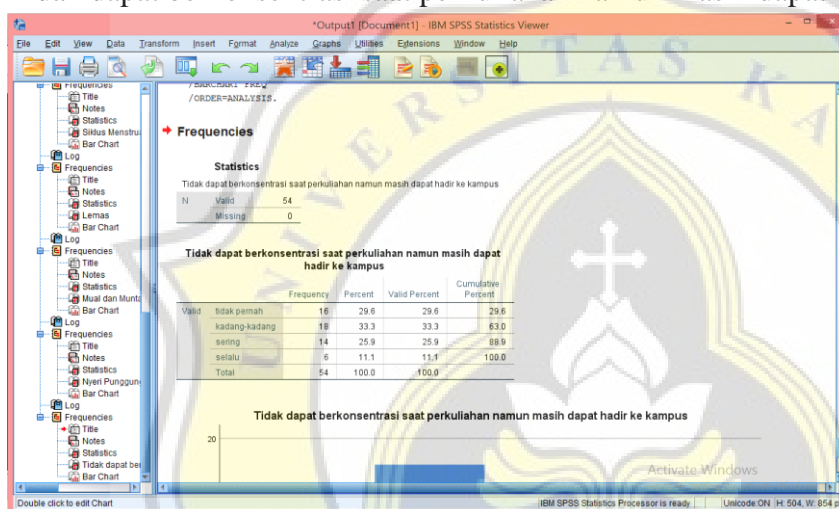 *Output1 [Document1] - IBM SPSS Statistics Viewer
File Edit View Data Transform Insert Format Analyze Graphs Utilities Extensions Window Help
Frequencies
Title
Notes
Statistics
Siklus Menstru
Bar Chart
Log
Frequencies
Title
Notes
Statistics
Lemas
Bar Chart
Log
Frequencies
Title
Notes
Statistics
Mual dan Munta
Bar Chart
Log
Frequencies
Title
Notes
Statistics
Nyeri Punggung
Bar Chart
Log
Frequencies
Title
Notes
Statistics
Tidak dapat ber
Bar Chart
/BARCHART FREQ
/ORDER=ANALYSIS.
Frequencies
Statistics
Tidak dapat berkonsentrasi saat perkuliahan namun masih dapat hadir ke kampus
N Valid 54
Missing 0
Tidak dapat berkonsentrasi saat perkuliahan namun masih dapat
hadir ke kampus
Frequency Percent Valid Percent Cumulative Percent
Valid tidak pernah 16 29.6 29.6 29.6
kadang-kadang 18 33.3 33.3 63.0
sering 14 25.9 25.9 88.9
selalu 6 11.1 11.1 100.0
Total 54 100.0 100.0
Tidak dapat berkonsentrasi saat perkuliahan namun masih dapat hadir ke kampus
20
Activate Windows
Double click to edit Chart
IBM SPSS Statistics Processor is ready Unicode:ON H: 504, W: 854 p